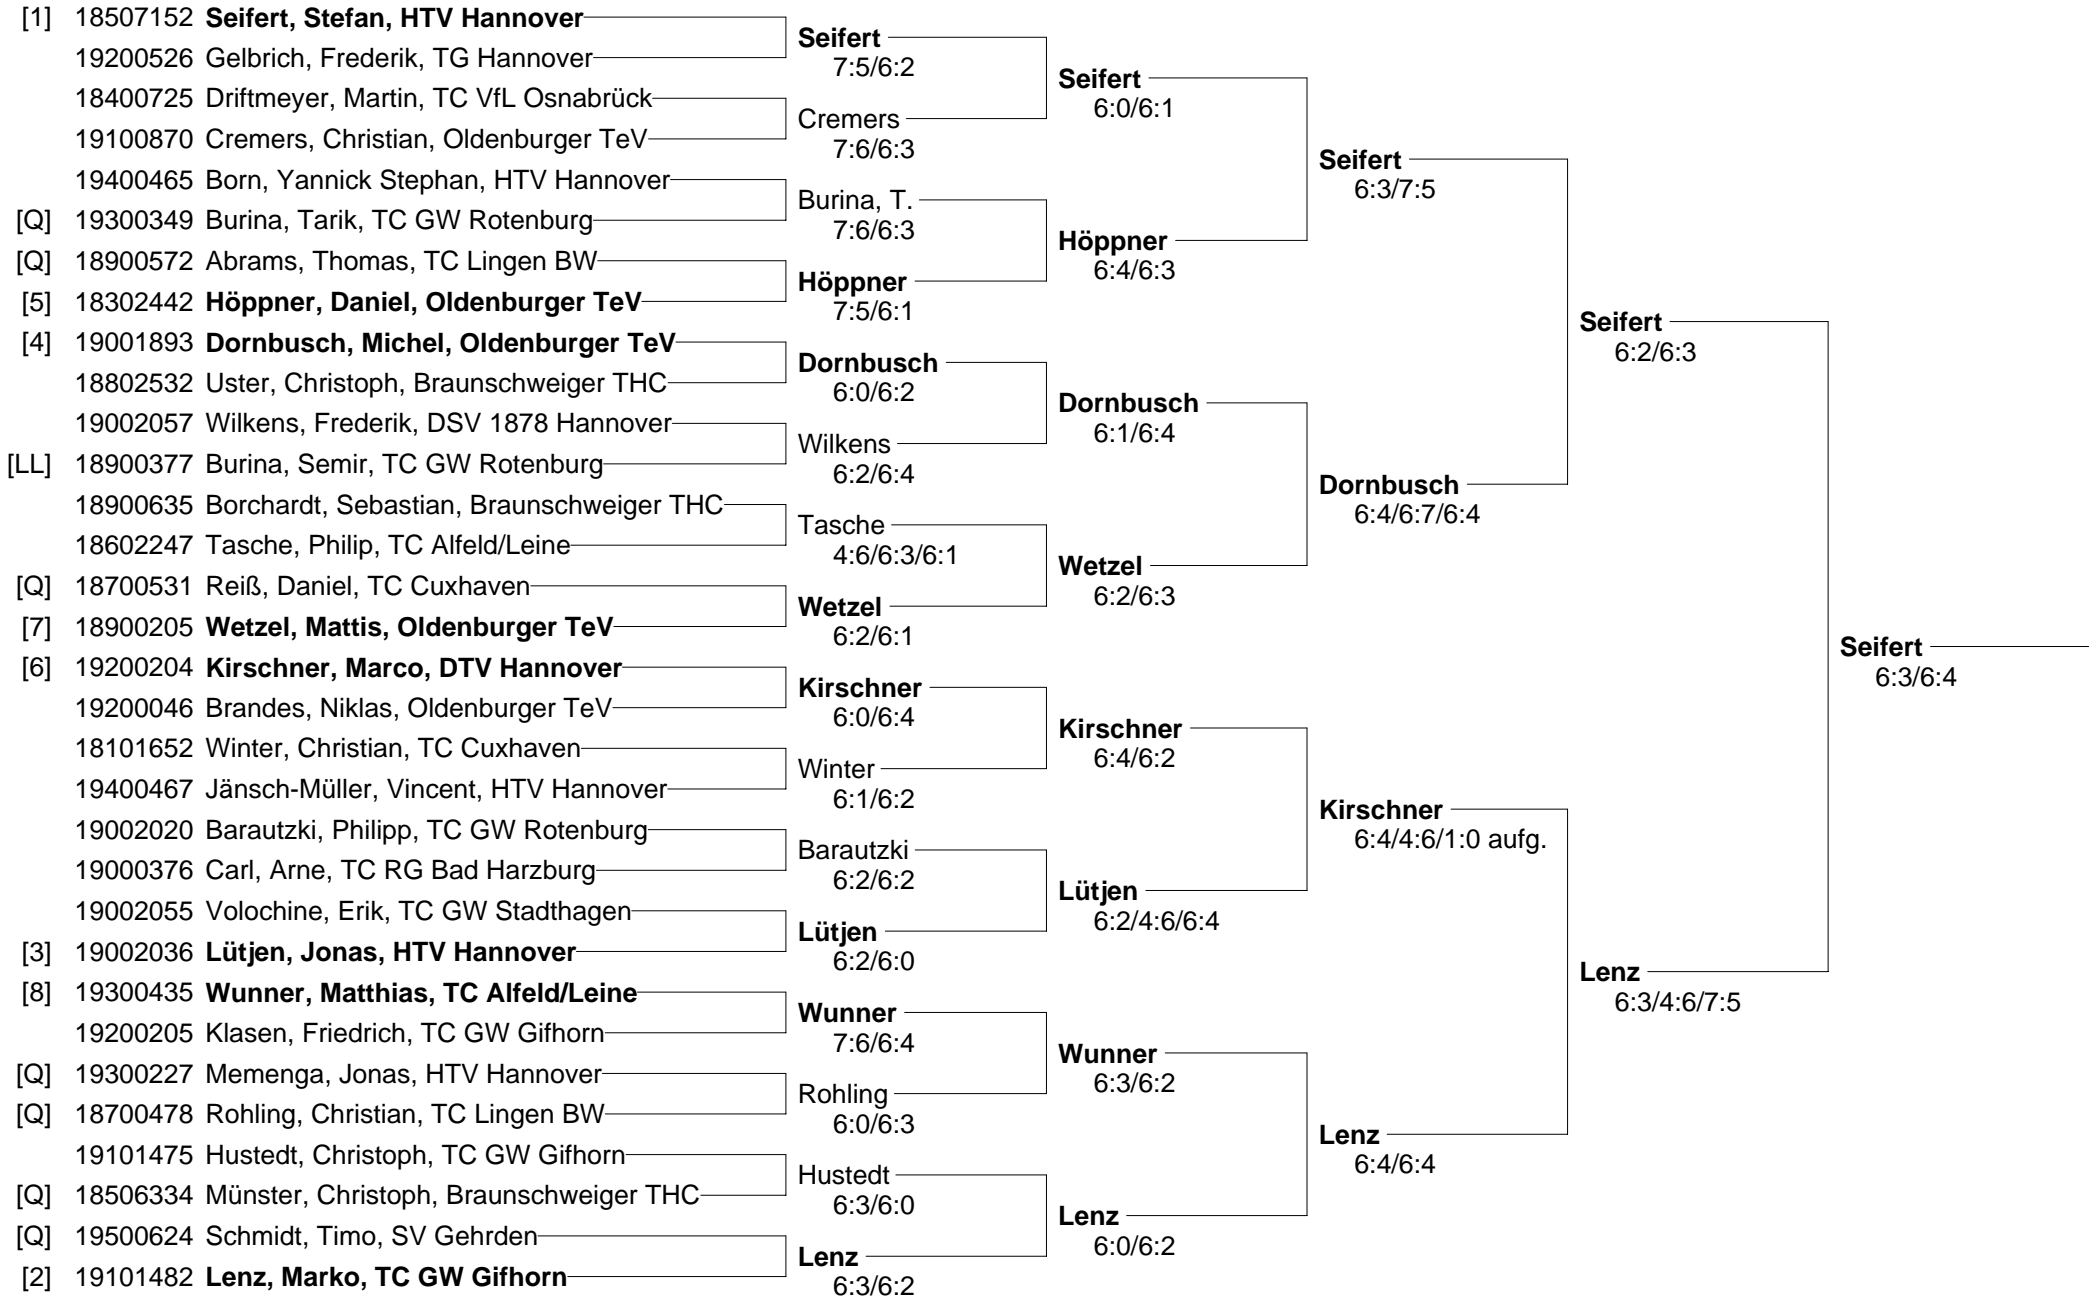 [1] 18507152 Seifert, Stefan, HTV Hannover
19200526 Gelbrich, Frederik, TG Hannover
18400725 Driftmeyer, Martin, TC VfL Osnabrück
19100870 Cremers, Christian, Oldenburger TeV
19400465 Born, Yannick Stephan, HTV Hannover
[Q] 19300349 Burina, Tarik, TC GW Rotenburg
[Q] 18900572 Abrams, Thomas, TC Lingen BW
[5] 18302442 Höppner, Daniel, Oldenburger TeV
[4] 19001893 Dornbusch, Michel, Oldenburger TeV
18802532 Uster, Christoph, Braunschweiger THC
19002057 Wilkens, Frederik, DSV 1878 Hannover
[LL] 18900377 Burina, Semir, TC GW Rotenburg
18900635 Borchardt, Sebastian, Braunschweiger THC
18602247 Tasche, Philip, TC Alfeld/Leine
[Q] 18700531 Reiß, Daniel, TC Cuxhaven
[7] 18900205 Wetzel, Mattis, Oldenburger TeV
[6] 19200204 Kirschner, Marco, DTV Hannover
19200046 Brandes, Niklas, Oldenburger TeV
18101652 Winter, Christian, TC Cuxhaven
19400467 Jänsch-Müller, Vincent, HTV Hannover
19002020 Barautzki, Philipp, TC GW Rotenburg
19000376 Carl, Arne, TC RG Bad Harzburg
19002055 Volochine, Erik, TC GW Stadthagen
[3] 19002036 Lütjen, Jonas, HTV Hannover
[8] 19300435 Wunner, Matthias, TC Alfeld/Leine
19200205 Klasen, Friedrich, TC GW Gifhorn
[Q] 19300227 Memenga, Jonas, HTV Hannover
[Q] 18700478 Rohling, Christian, TC Lingen BW
19101475 Hustedt, Christoph, TC GW Gifhorn
[Q] 18506334 Münster, Christoph, Braunschweiger THC
[Q] 19500624 Schmidt, Timo, SV Gehrden
[2] 19101482 Lenz, Marko, TC GW Gifhorn
Seifert
7:5/6:2
Cremers
7:6/6:3
Burina, T.
7:6/6:3
Höppner
7:5/6:1
Dornbusch
6:0/6:2
Wilkens
6:2/6:4
Tasche
4:6/6:3/6:1
Wetzel
6:2/6:1
Kirschner
6:0/6:4
Winter
6:1/6:2
Barautzki
6:2/6:2
Lütjen
6:2/6:0
Wunner
7:6/6:4
Rohling
6:0/6:3
Hustedt
6:3/6:0
Lenz
6:3/6:2
Seifert
6:0/6:1
Höppner
6:4/6:3
Dornbusch
6:1/6:4
Wetzel
6:2/6:3
Kirschner
6:4/6:2
Lütjen
6:2/4:6/6:4
Wunner
6:3/6:2
Lenz
6:0/6:2
Seifert
6:3/7:5
Dornbusch
6:4/6:7/6:4
Kirschner
6:4/4:6/1:0 aufg.
Lenz
6:4/6:4
Seifert
6:2/6:3
Lenz
6:3/4:6/7:5
Seifert
6:3/6:4